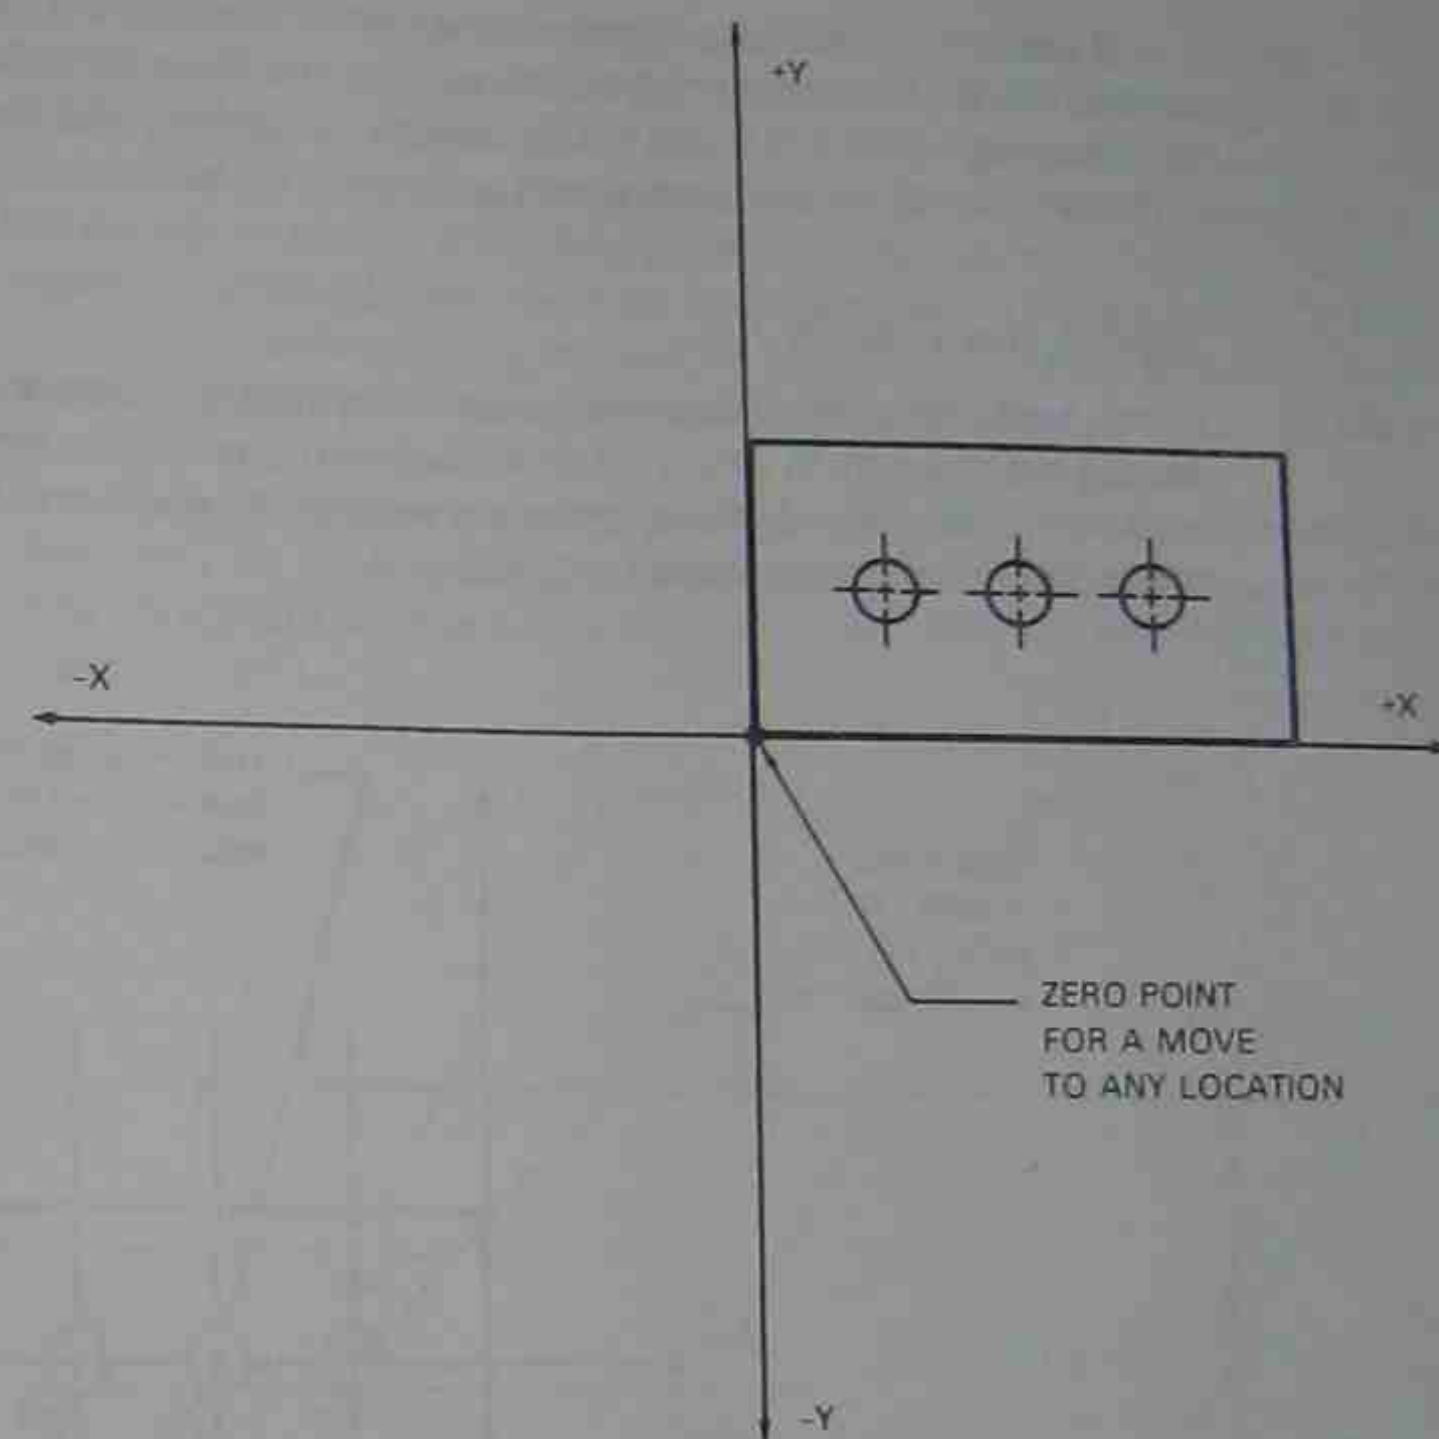 +Y
-X
+X
ZERO POINT
FOR A MOVE
TO ANY LOCATION
-Y